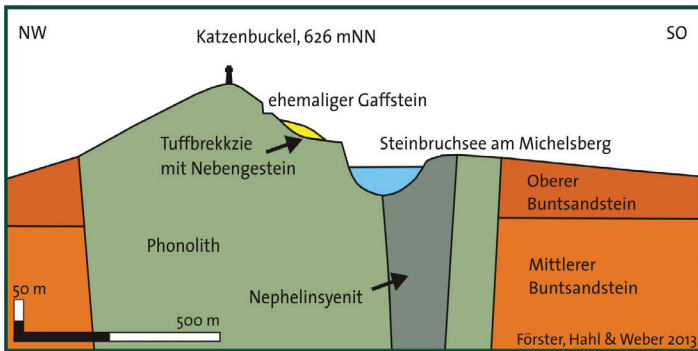 NW
SO
Katzenbuckel, 626 mNN
ehemaliger Gaffstein
Tuffbrekkzie
mit Nebengestein
Steinbruchsee am Michelsberg
Oberer
Buntsandstein
Phonolith
Mittlerer
Buntsandstein
Nephelinsyenit
50 m
500 m
Förster, Hahl & Weber 2013